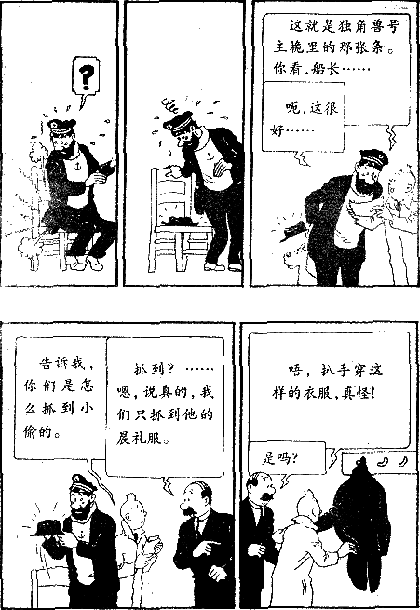 ?
这就是独角兽号
主桅里的那张条。
你看,船长……
呃,这很
好……
告诉我,
你们是怎
么抓到小
偷的。
抓到?……
嗯,说真的,我
们只抓到他的
晨礼服。
唔,扒手穿这
样的衣服,真怪!
是吗?